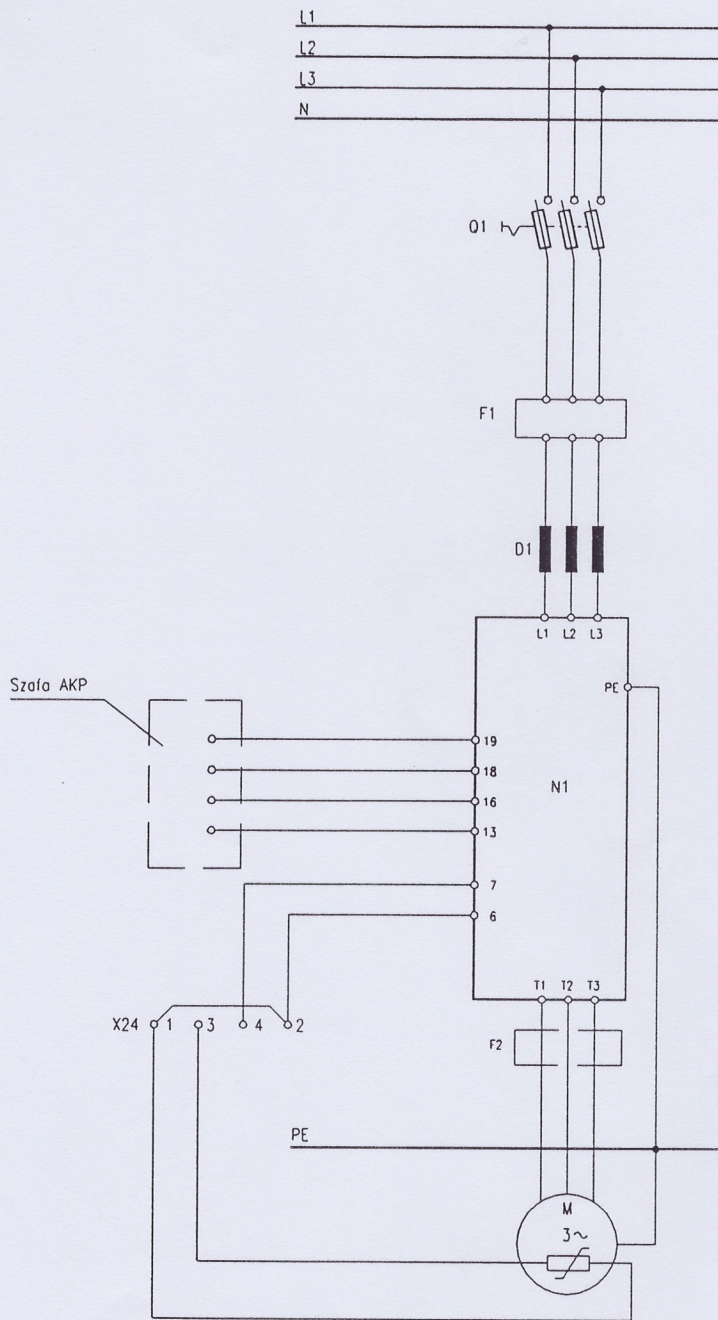 L1
L2
L3
N
Q1
F1
D1
L1 L2 L3
Szafa AKP
PE
19
18
N1
16
13
7
6
T1 T2 T3
X24 1 3 4 2
F2
PE
M
3~